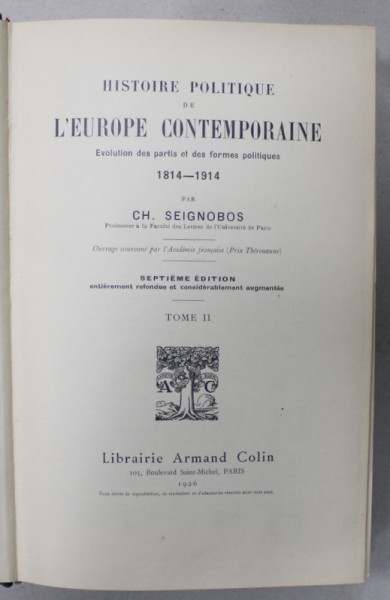 HISTOIRE POLITIQUE
DE
L'EUROPE CONTEMPORAINE
Évolution des partis et des formes politiques
1814—1914
PAR
CH. SEIGNOBOS
Professeur à la Faculté des Lettres de l'Université de Paris
Ouvrage couronné par l'Académie française (Prix Thérouanne)
SEPTIÈME ÉDITION
entièrement refondue et considérablement augmentée
TOME II
A C
Librairie Armand Colin
103, Boulevard Saint-Michel, PARIS
1926
Tous droits de reproduction, de traduction et d'adaptation réservés pour tous pays.